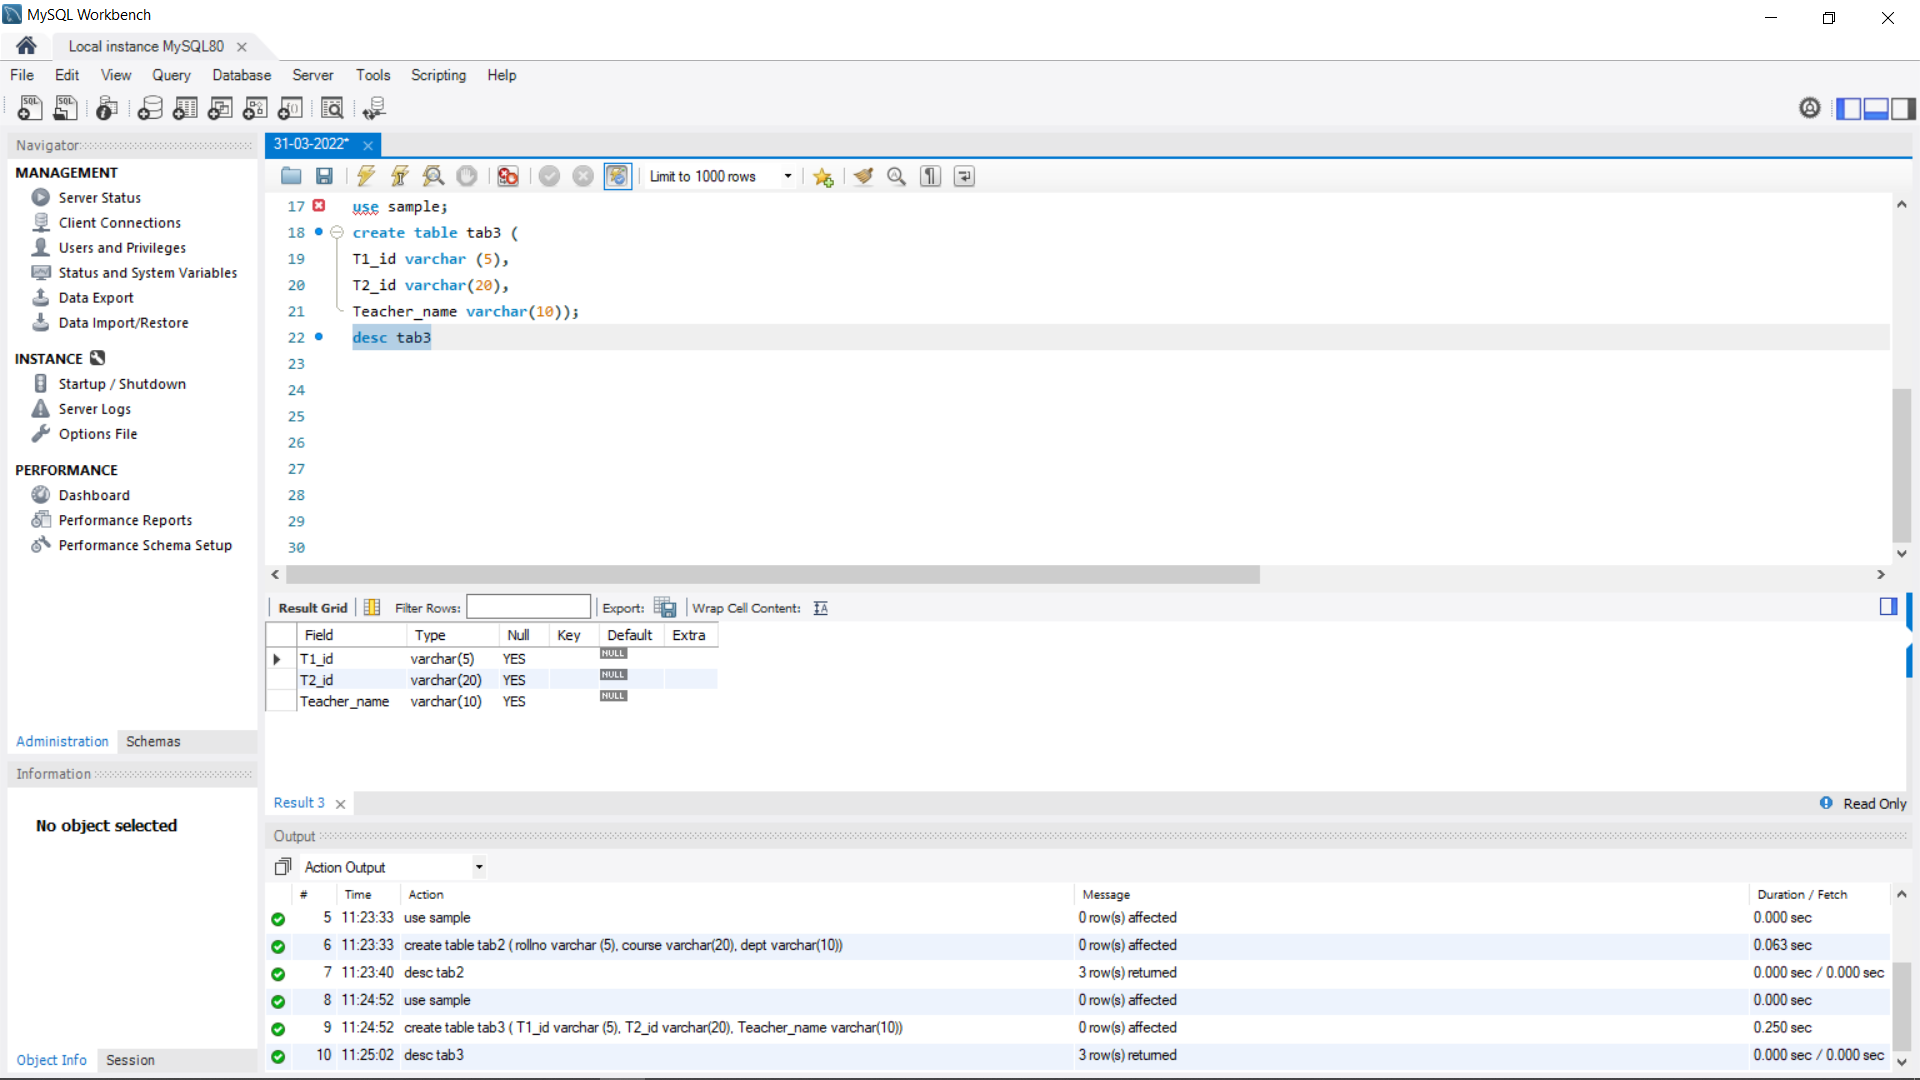 MySQL Workbench
Local instance MySQL80
File Edit View Query Database Server Tools Scripting Help
Navigator
MANAGEMENT
Server Status
Client Connections
Users and Privileges
Status and System Variables
Data Export
Data Import/Restore
INSTANCE
Startup / Shutdown
Server Logs
Options File
PERFORMANCE
Dashboard
Performance Reports
Performance Schema Setup
Administration Schemas
Information
No object selected
Object Info Session
31-03-2022*
Limit to 1000 rows
17 use sample;
18 create table tab3 (
19 T1_id varchar (5),
20 T2_id varchar(20),
21 Teacher_name varchar(10));
22 desc tab3
23
24
25
26
27
28
29
30
Result Grid Filter Rows: Export: Wrap Cell Content:
Field Type Null Key Default Extra
T1_id varchar(5) YES NULL
T2_id varchar(20) YES NULL
Teacher_name varchar(10) YES NULL
Result 3 Read Only
Output
Action Output
# Time Action Message Duration / Fetch
5 11:23:33 use sample 0 row(s) affected 0.000 sec
6 11:23:33 create table tab2 ( rollno varchar (5), course varchar(20), dept varchar(10)) 0 row(s) affected 0.063 sec
7 11:23:40 desc tab2 3 row(s) returned 0.000 sec / 0.000 sec
8 11:24:52 use sample 0 row(s) affected 0.000 sec
9 11:24:52 create table tab3 ( T1_id varchar (5), T2_id varchar(20), Teacher_name varchar(10)) 0 row(s) affected 0.250 sec
10 11:25:02 desc tab3 3 row(s) returned 0.000 sec / 0.000 sec